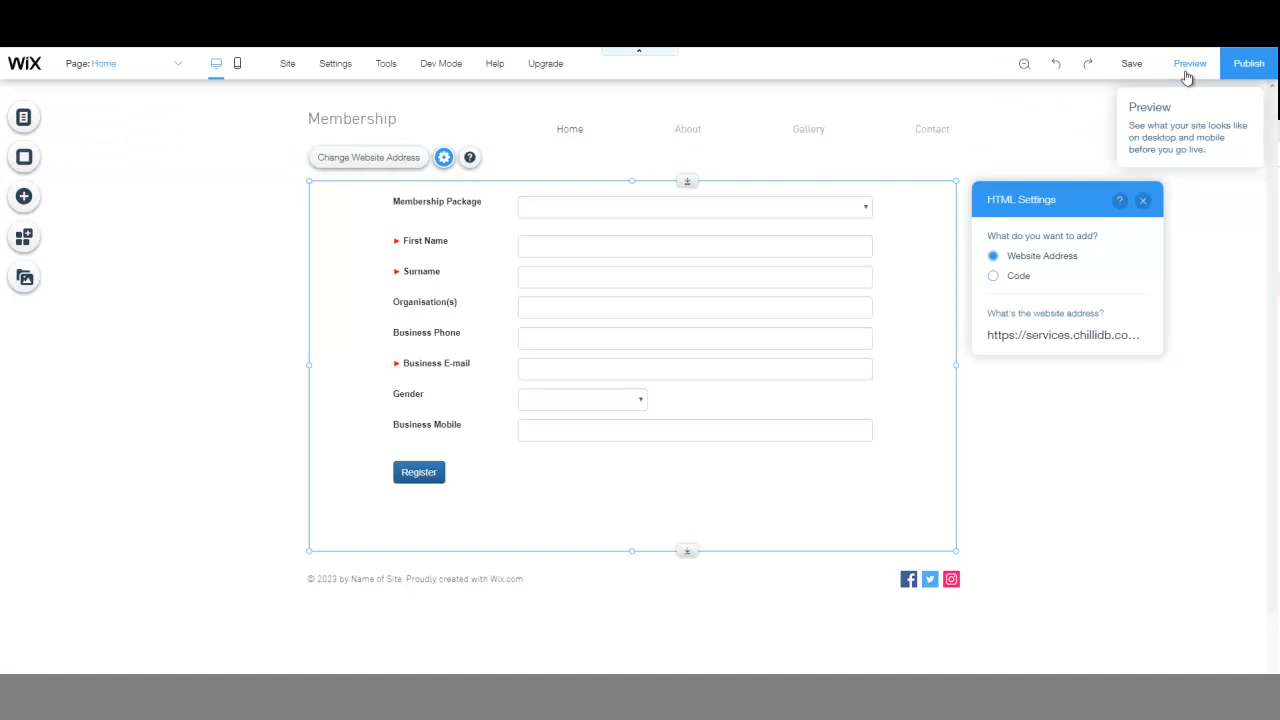 WiX Page: Home Site Settings Tools Dev Mode Help Upgrade Save Preview Publish
Preview
See what your site looks like
on desktop and mobile
before you go live.
Membership
Home About Gallery Contact
Change Website Address ?
HTML Settings ?
What do you want to add?
Website Address
Code
What's the website address?
https://services.chillidb.co...
Membership Package
First Name
Surname
Organisation(s)
Business Phone
Business E-mail
Gender
Business Mobile
Register
© 2023 by Name of Site. Proudly created with Wix.com